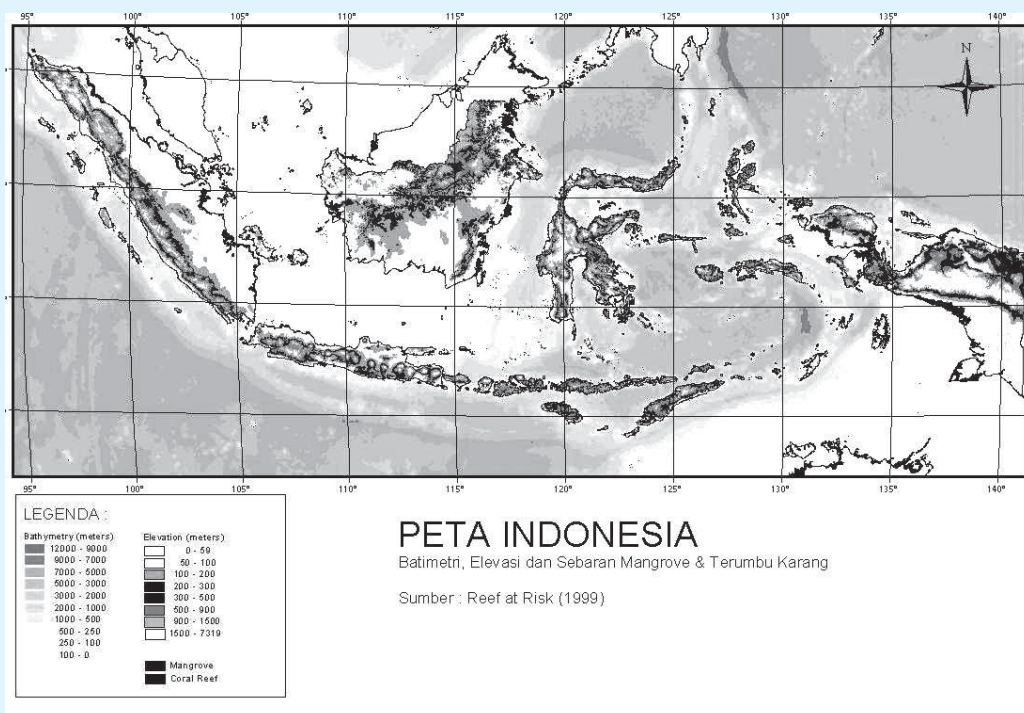 95° 100° 105° 110° 115° 120° 125° 130° 135° 140°
N
95° 100° 105° 110° 115° 120° 125° 130° 135° 140°
LEGENDA :
Bathymetry (meters)
12000 - 9000
9000 - 7000
7000 - 5000
5000 - 3000
3000 - 2000
2000 - 1000
1000 - 500
500 - 250
250 - 100
100 - 0
Elevation (meters)
0 - 59
50 - 100
100 - 200
200 - 300
300 - 500
500 - 900
900 - 1500
1500 - 7319
Mangrove
Coral Reef
PETA INDONESIA
Batimetri, Elevasi dan Sebaran Mangrove & Terumbu Karang
Sumber : Reef at Risk (1999)